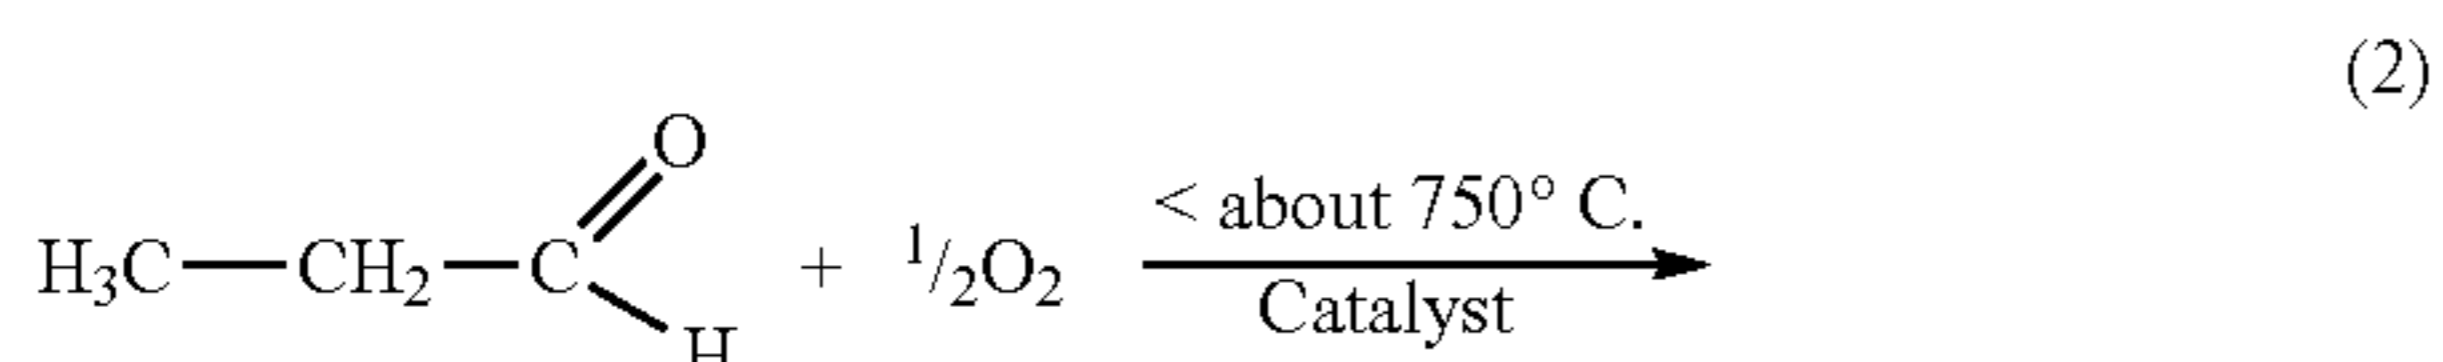 (2)
O
< about 750° C.
H₃C—CH₂—C + ¹/₂O₂
Catalyst
H